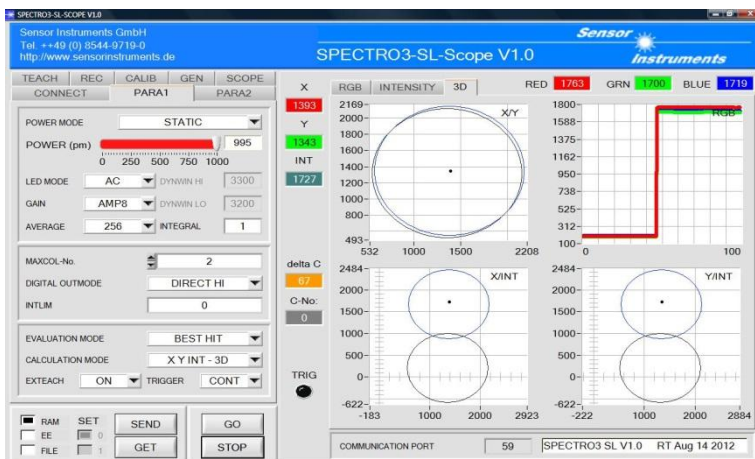 SPECTRO3-SL-SCOPE V1.0
Sensor Instruments GmbH
Tel. ++49 (0) 8544-9719-0
http://www.sensorinstruments.de
SPECTRO3-SL-Scope V1.0
Sensor
Instruments
TEACH REC CALIB GEN SCOPE
CONNECT PARA1 PARA2
POWER MODE STATIC
POWER (pm) 995
0 250 500 750 1000
LED MODE AC DYNWIN HI 3300
GAIN AMP8 DYNWIN LO 3200
AVERAGE 256 INTEGRAL 1
MAXCOL-No. 2
DIGITAL OUTMODE DIRECT HI
INTLIM 0
EVALUATION MODE BEST HIT
CALCULATION MODE X Y INT - 3D
EXTEACH ON TRIGGER CONT
RAM SET SEND GO
EE 0
FILE 1 GET STOP
X
1393
Y
1343
INT
1727
delta C
67
C-No:
0
TRIG
RGB INTENSITY 3D RED 1763 GRN 1700 BLUE 1719
X/Y
2169
2000
1800
1600
1400
1200
1000
800
493
532 1000 1500 2208
RGB
1800
1588
1375
1162
950
738
525
312
100
0 100
X/INT
2484
2000
1500
1000
500
0
-622
-183 1000 2000 2923
Y/INT
2484
2000
1500
1000
500
0
-622
-222 1000 2000 2884
COMMUNICATION PORT 59 SPECTRO3 SL V1.0 RT Aug 14 2012